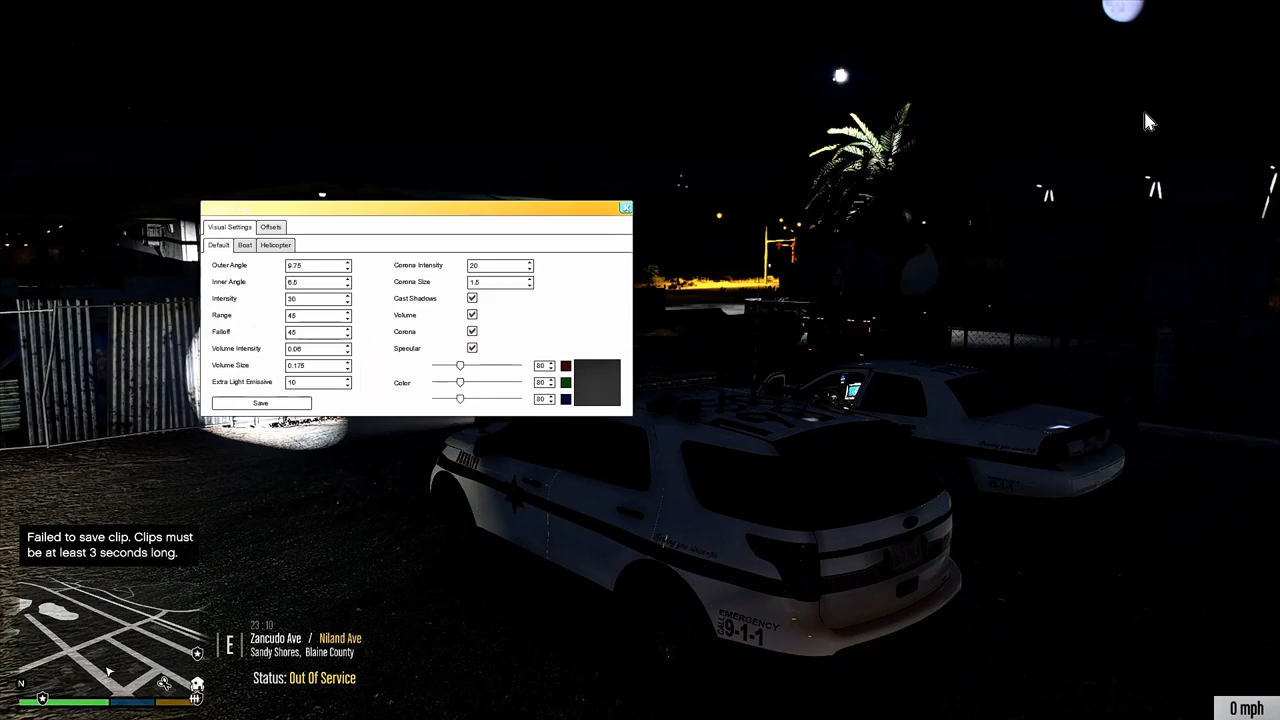 Visual Settings Offsets
Default Boat Helicopter
Outer Angle 9.75 Corona Intensity 20
Inner Angle 6.5 Corona Size 1.5
Intensity 30 Cast Shadows
Range 45 Volume
Falloff 45 Corona
Volume Intensity 0.06 Specular
Volume Size 0.175 80
Extra Light Emissive 10 Color 80
Save 80
Failed to save clip. Clips must
be at least 3 seconds long.
EMERGENCY
CALL 9-1-1
23:10
E Zancudo Ave / Niland Ave
Sandy Shores, Blaine County
Status: Out Of Service
N
0 mph